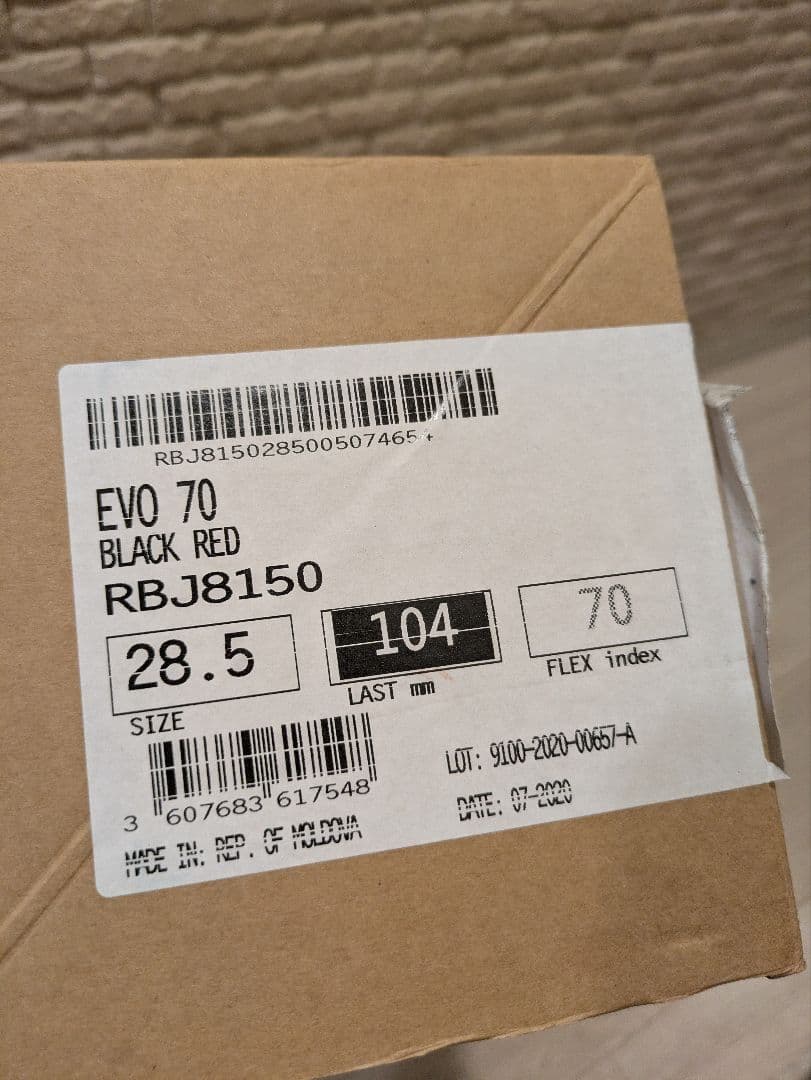 RBJ8150285005074654
EVO 70
BLACK RED
RBJ8150
28.5
104
70
SIZE
LAST mm
FLEX index
3 607683 617548
LOT: 9100-2020-00657-A
DATE: 07-2020
MADE IN: REP. OF MOLDOVA